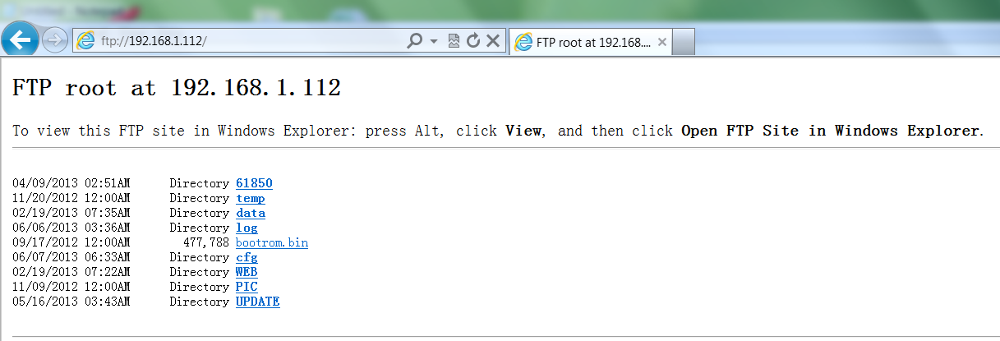 ftp://192.168.1.112/
FTP root at 192.168....
FTP root at 192.168.1.112
To view this FTP site in Windows Explorer: press Alt, click View, and then click Open FTP Site in Windows Explorer.
04/09/2013 02:51AM Directory 61850
11/20/2012 12:00AM Directory temp
02/19/2013 07:35AM Directory data
06/06/2013 03:36AM Directory log
09/17/2012 12:00AM 477,788 bootrom.bin
06/07/2013 06:33AM Directory cfg
02/19/2013 07:22AM Directory WEB
11/09/2012 12:00AM Directory PIC
05/16/2013 03:43AM Directory UPDATE